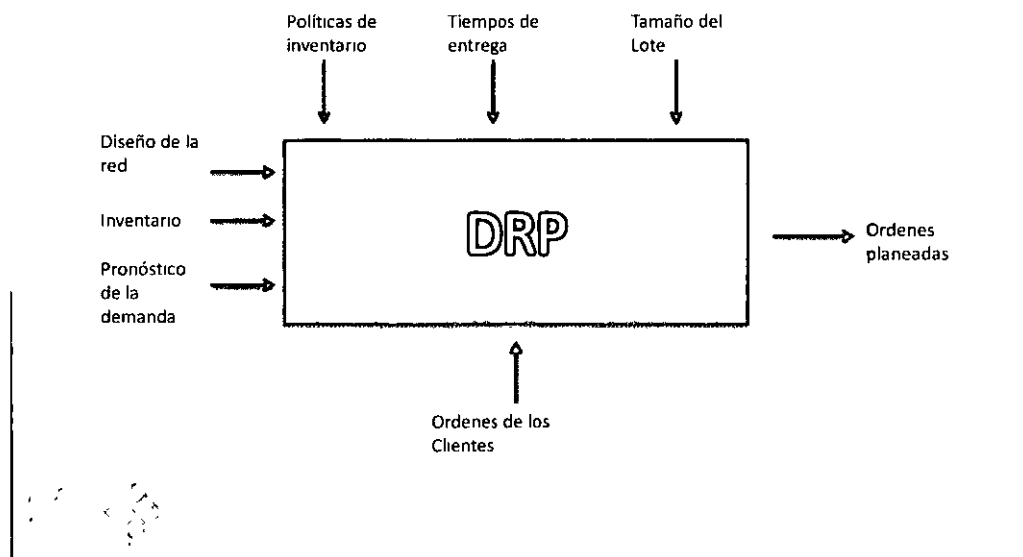 Políticas de
inventario
Tiempos de
entrega
Tamaño del
Lote
Diseño de la
red
Inventario
Pronóstico
de la
demanda
DRP
Ordenes
planeadas
Ordenes de los
Clientes